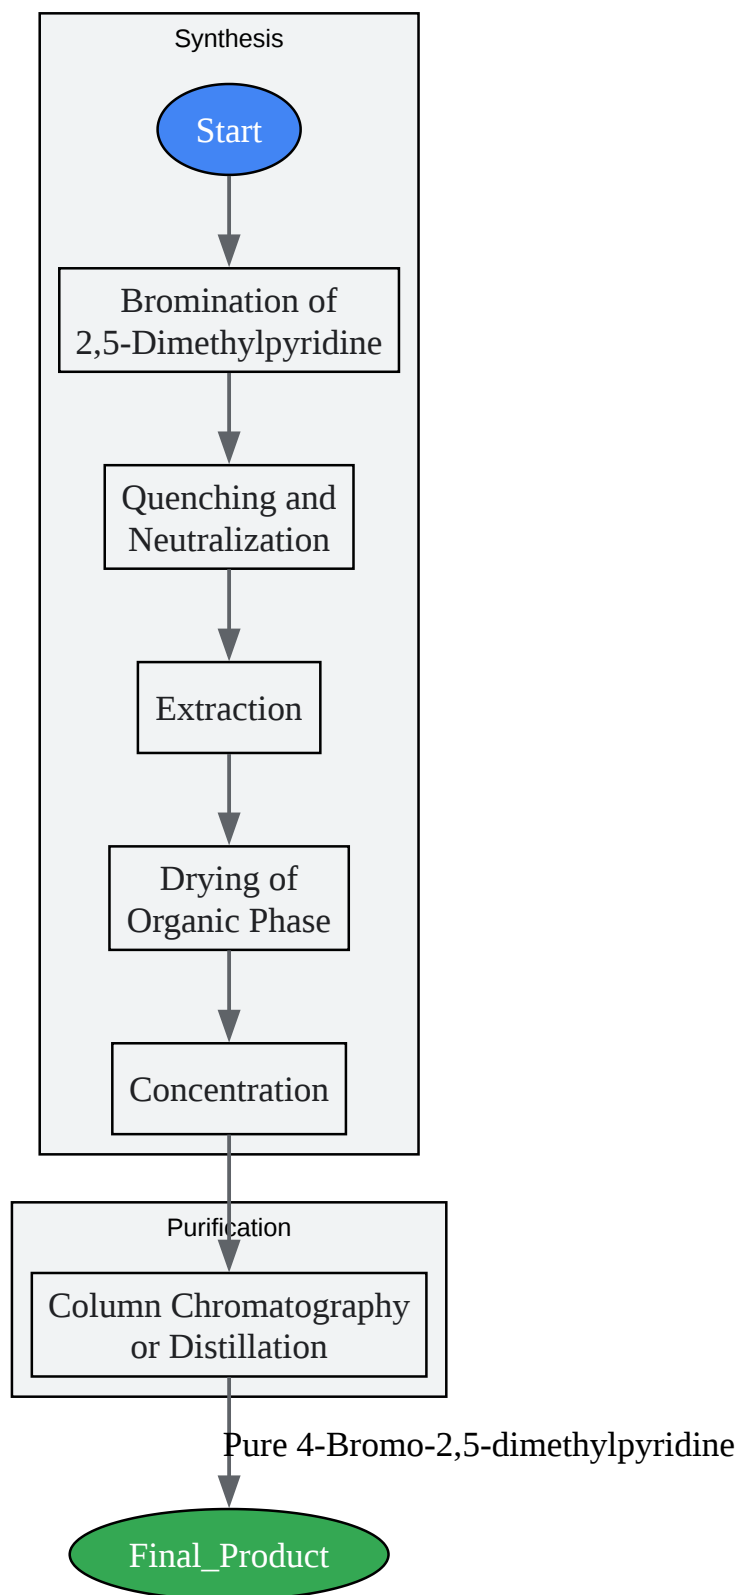 Synthesis
Start
Bromination of
2,5-Dimethylpyridine
Quenching and
Neutralization
Extraction
Drying of
Organic Phase
Concentration
Purification
Column Chromatography
or Distillation
Pure 4-Bromo-2,5-dimethylpyridine
Final_Product